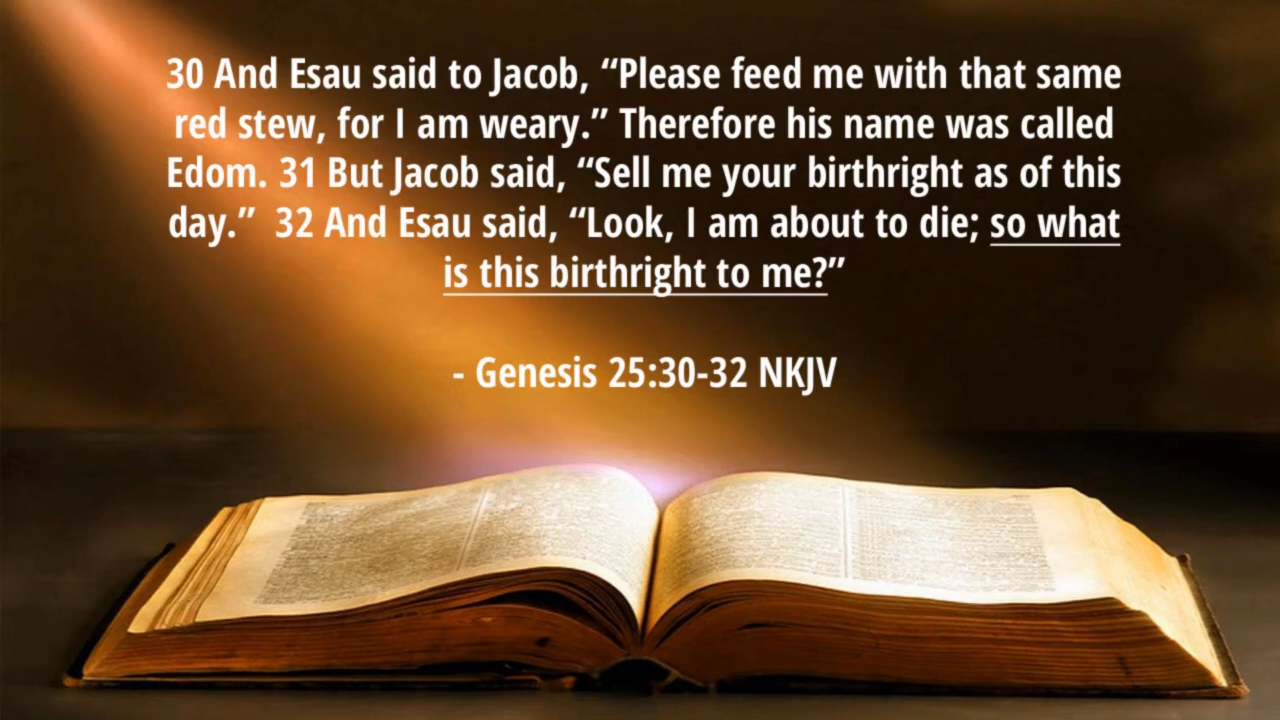 30 And Esau said to Jacob, “Please feed me with that same
red stew, for I am weary.” Therefore his name was called
Edom. 31 But Jacob said, “Sell me your birthright as of this
day.”  32 And Esau said, “Look, I am about to die; so what
is this birthright to me?”
- Genesis 25:30-32 NKJV